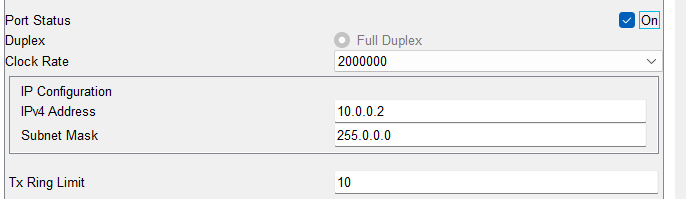 Port Status On
Duplex Full Duplex
Clock Rate 2000000
IP Configuration
IPv4 Address 10.0.0.2
Subnet Mask 255.0.0.0
Tx Ring Limit 10